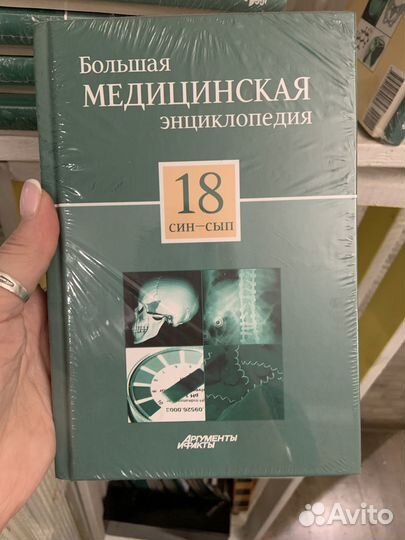 Большая
МЕДИЦИНСКАЯ
энциклопедия
18
СИН–СЫП
АРГУМЕНТЫ
И ФАКТЫ
Avito